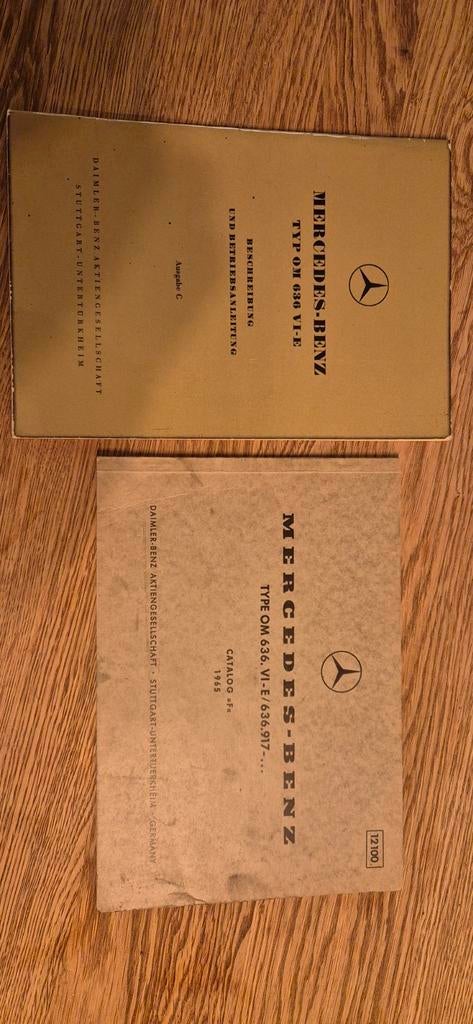 MERCEDES-BENZ
TYP OM 636 VI-E
BESCHREIBUNG
UND BETRIEBSANLEITUNG
Ausgabe C
DAIMLER-BENZ AKTIENGESELLSCHAFT
STUTTGART-UNTERTÜRKHEIM
12100
MERCEDES-BENZ
TYPE OM 636. VI-E/636.917-...
CATALOG »F«
1965
DAIMLER-BENZ AKTIENGESELLSCHAFT · STUTTGART-UNTERTUERKHEIM / GERMANY